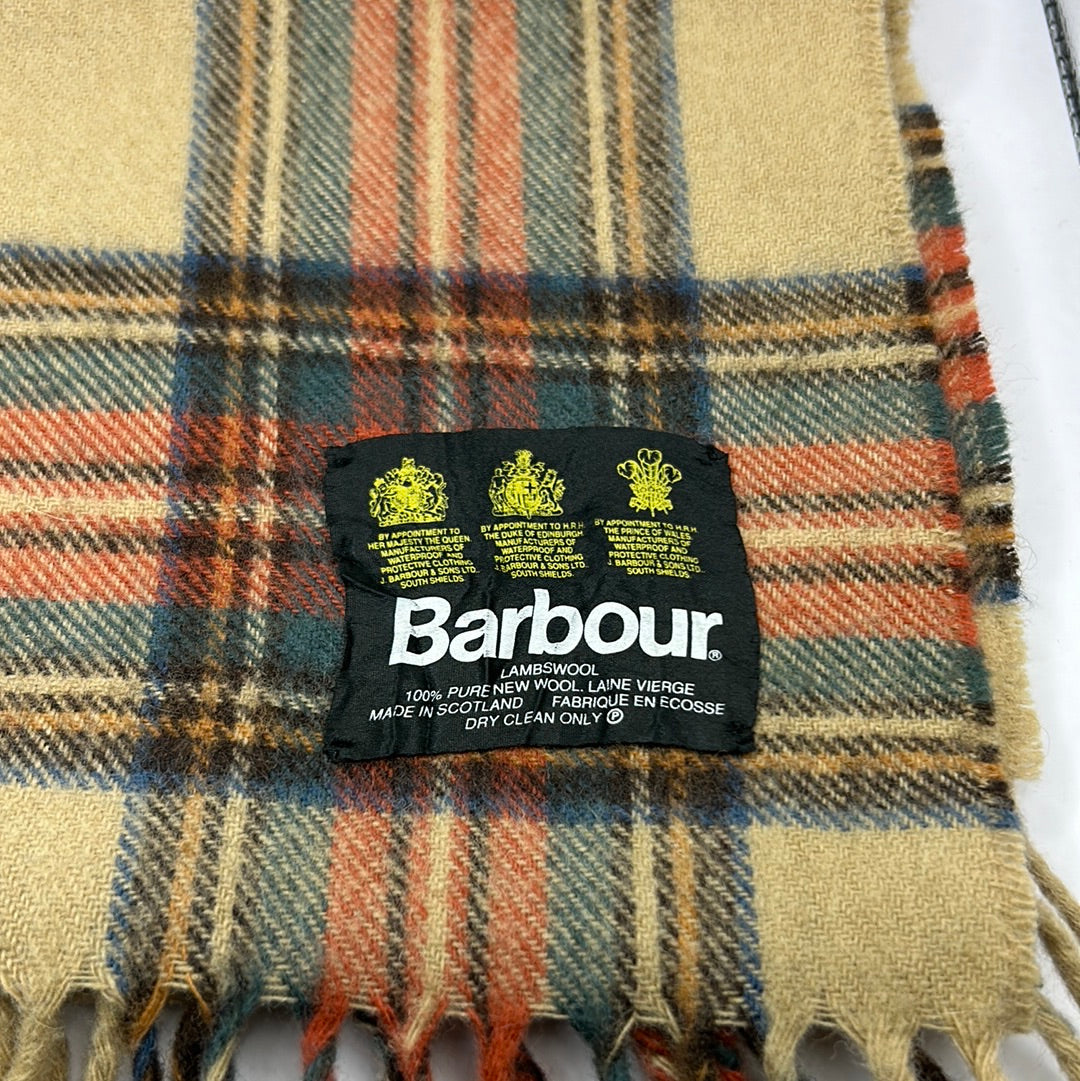 BY APPOINTMENT TO
HER MAJESTY THE QUEEN
MANUFACTURERS OF
WATERPROOF AND
PROTECTIVE CLOTHING
J. BARBOUR & SONS LTD.
SOUTH SHIELDS.
BY APPOINTMENT TO H.R.H.
THE DUKE OF EDINBURGH
MANUFACTURERS OF
WATERPROOF AND
PROTECTIVE CLOTHING
J. BARBOUR & SONS LTD.
SOUTH SHIELDS.
BY APPOINTMENT TO H.R.H.
THE PRINCE OF WALES
MANUFACTURERS OF
WATERPROOF AND
PROTECTIVE CLOTHING
J. BARBOUR & SONS LTD.
SOUTH SHIELDS.
Barbour®
LAMBSWOOL
100% PURE NEW WOOL. LAINE VIERGE
MADE IN SCOTLAND FABRIQUE EN ECOSSE
DRY CLEAN ONLY Ⓟ